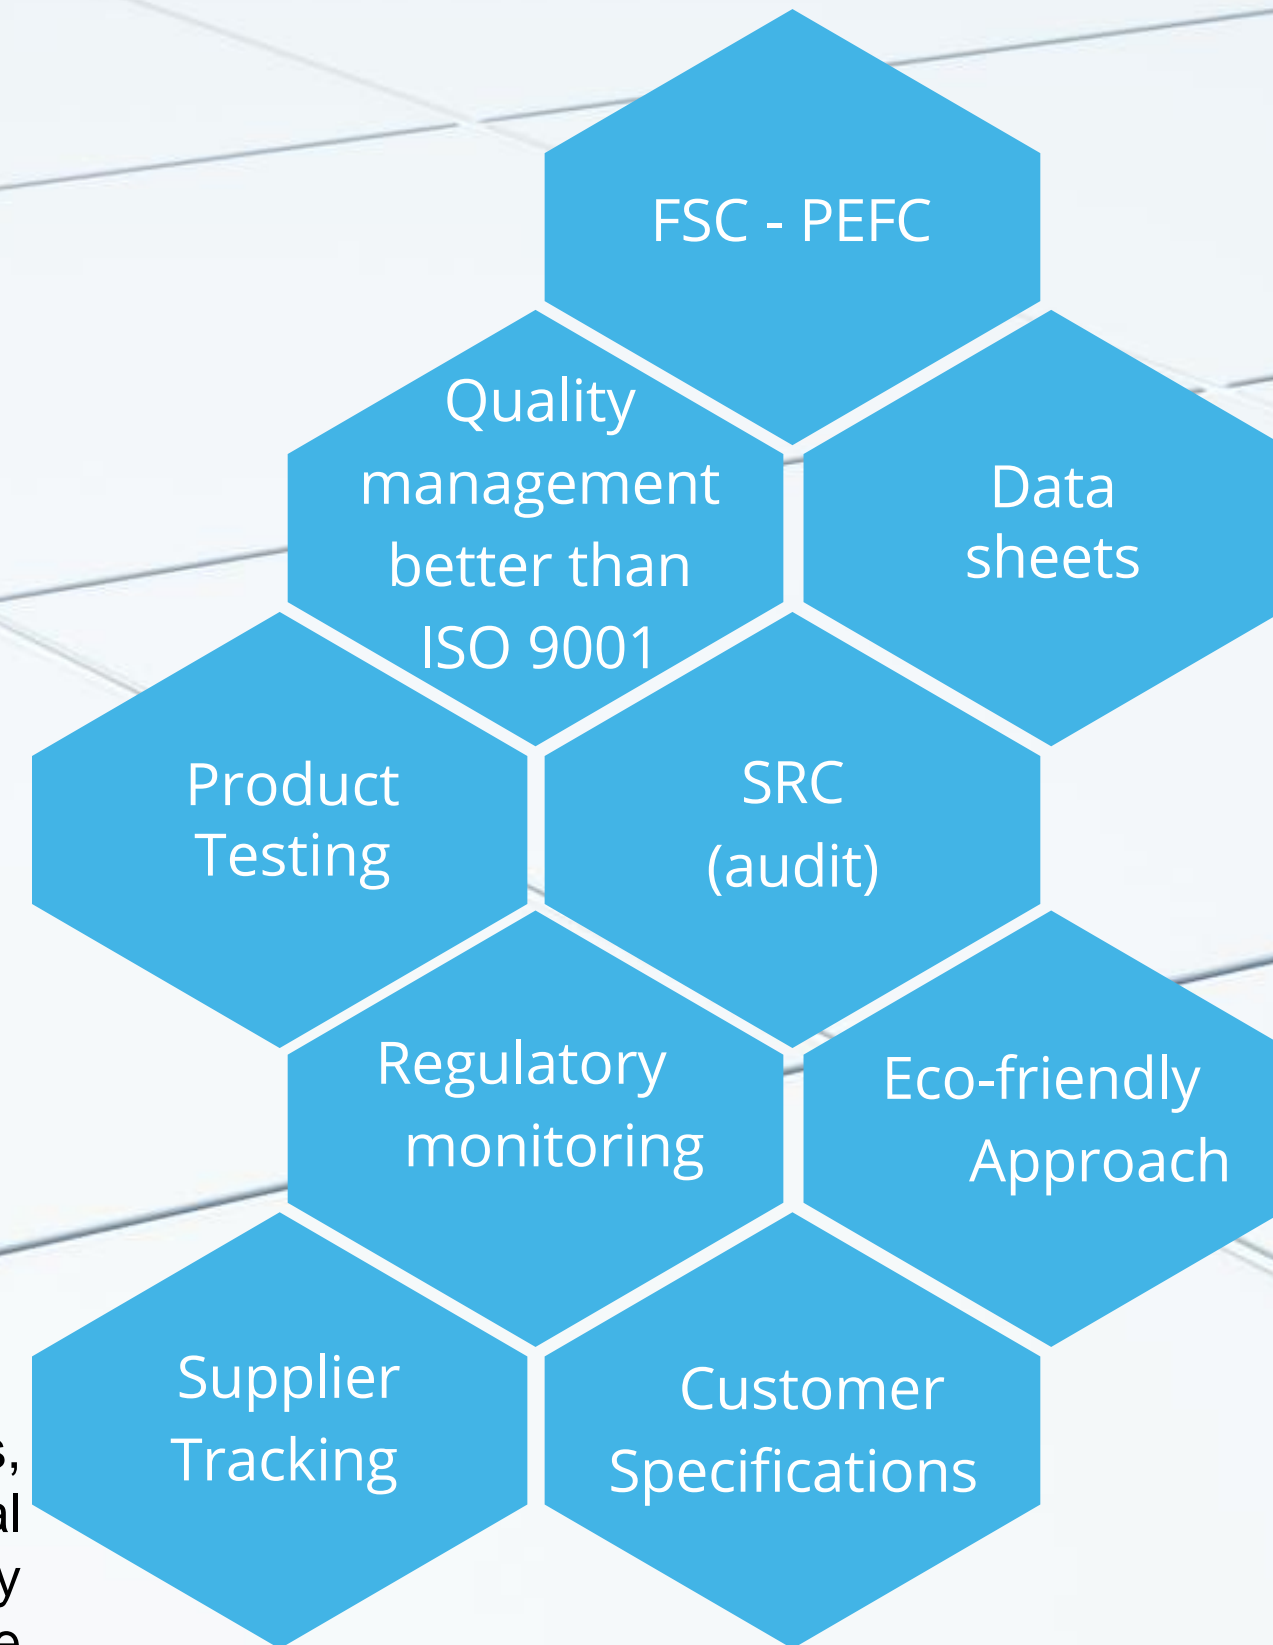 FSC - PEFC
Quality
management
better than
ISO 9001
Data
sheets
Product
Testing
SRC
(audit)
Regulatory
monitoring
Eco-friendly
Approach
Supplier
Tracking
Customer
Specifications